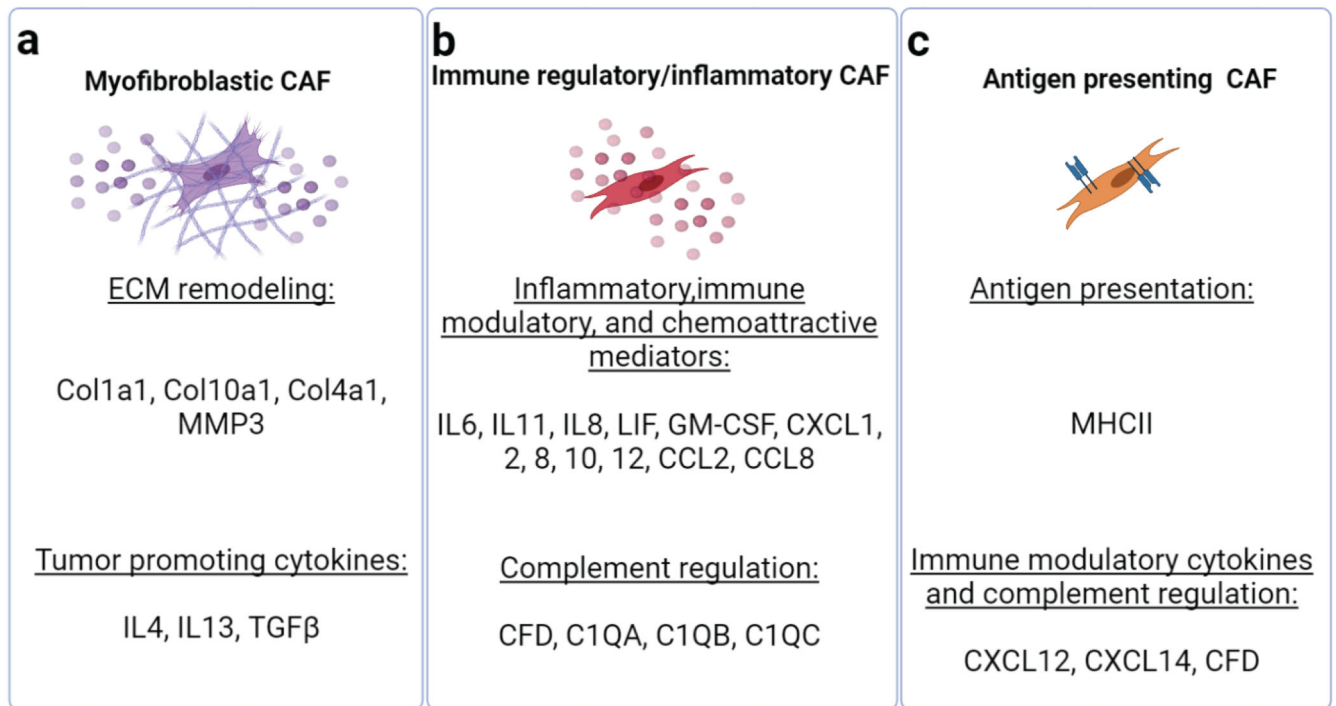 a
Myofibroblastic CAF
ECM remodeling:
Col1a1, Col10a1, Col4a1,
MMP3
Tumor promoting cytokines:
IL4, IL13, TGFβ
b
Immune regulatory/inflammatory CAF
Inflammatory,immune
modulatory, and chemoattractive
mediators:
IL6, IL11, IL8, LIF, GM-CSF, CXCL1,
2, 8, 10, 12, CCL2, CCL8
Complement regulation:
CFD, C1QA, C1QB, C1QC
c
Antigen presenting CAF
Antigen presentation:
MHCII
Immune modulatory cytokines
and complement regulation:
CXCL12, CXCL14, CFD